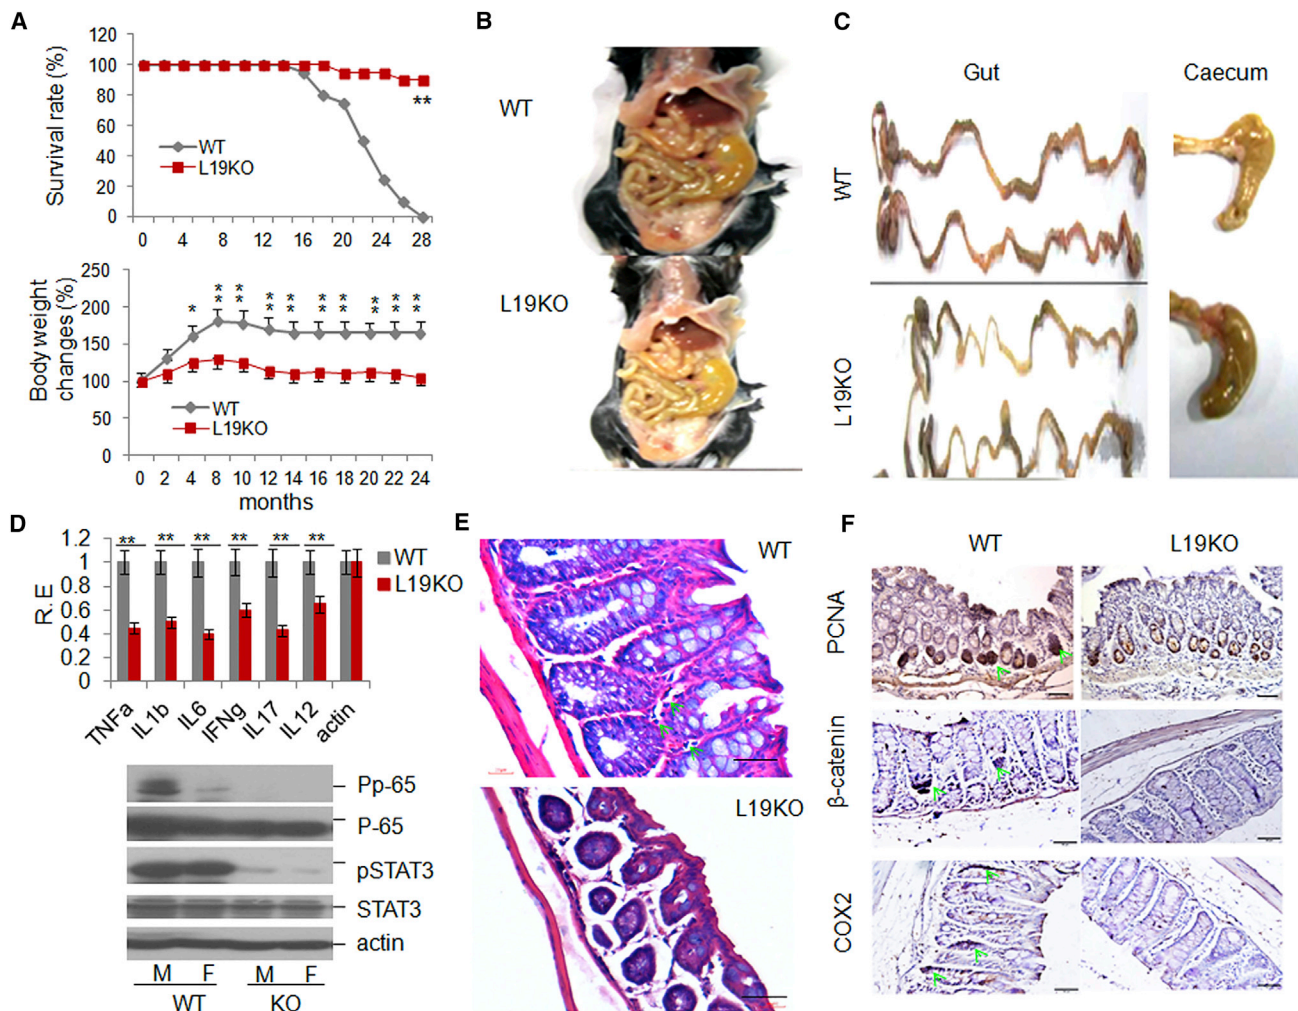 A
Survival rate (%)
120
100
80
60
40
20
0
WT
L19KO
**
0 4 8 12 16 20 24 28
Body weight
changes (%)
250
200
150
100
50
0
* ** ** ** ** ** ** ** ** **
WT
L19KO
0 2 4 6 8 10 12 14 16 18 20 22 24
months
B
WT
L19KO
C
Gut Caecum
WT
L19KO
D
R.E
1.2
1
0.8
0.6
0.4
0.2
0
** ** ** ** ** **
WT
L19KO
TNFa IL1b IL6 IFNg IL17 IL12 actin
Pp-65
P-65
pSTAT3
STAT3
actin
M F M F
WT KO
E
WT
L19KO
F
WT L19KO
PCNA
β-catenin
COX2